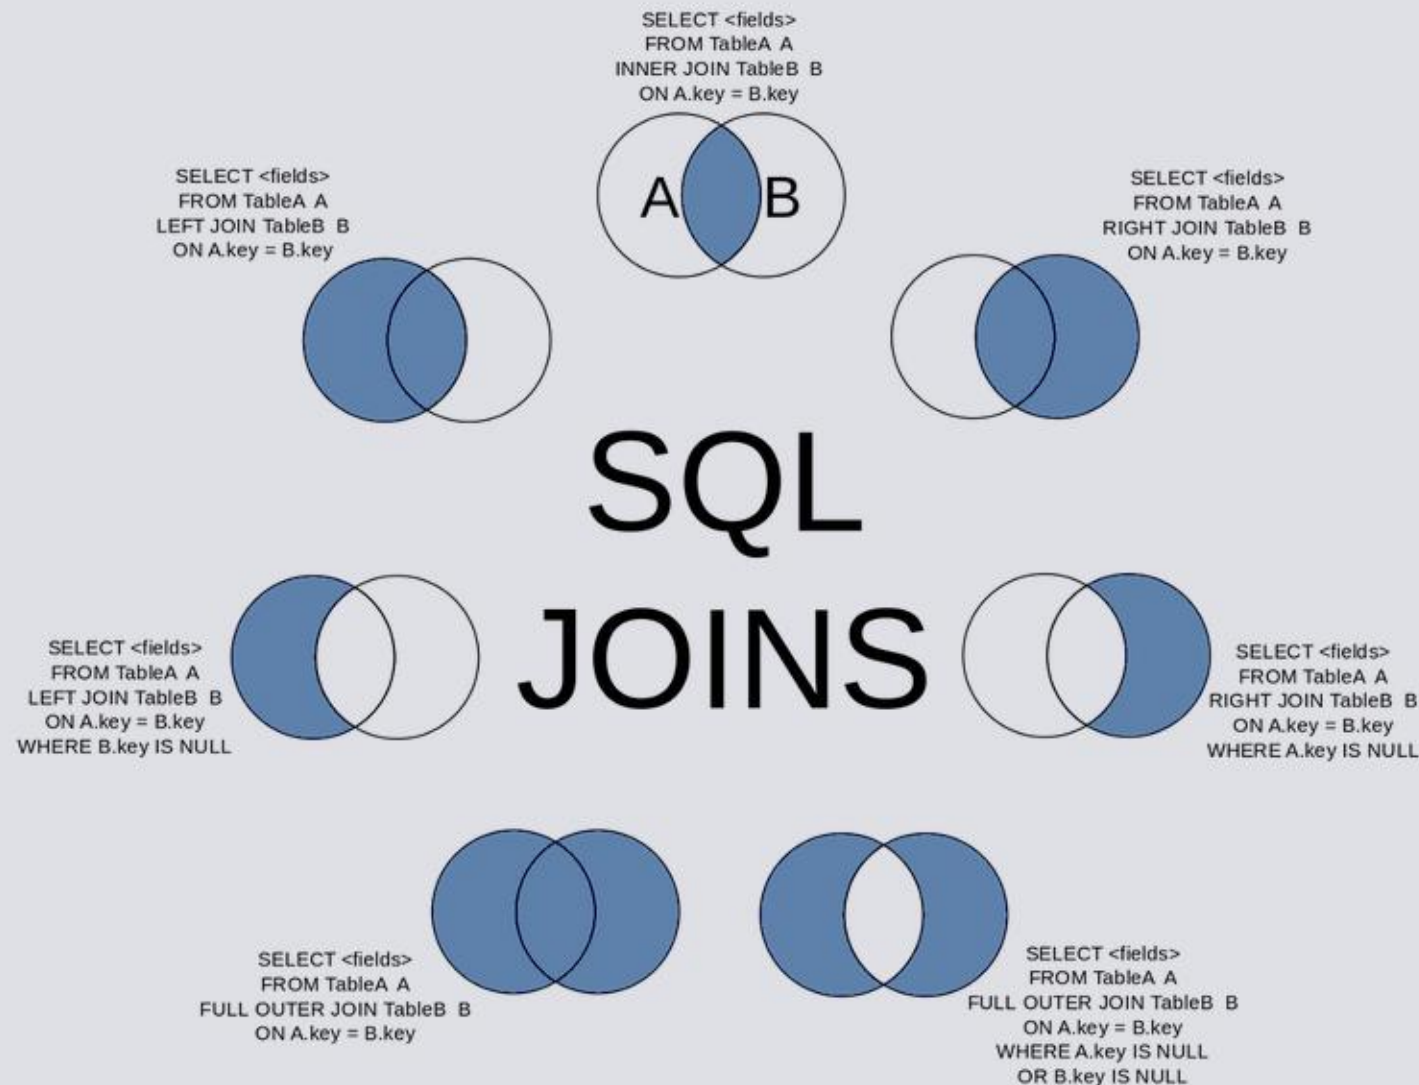 SELECT <fields>
FROM TableA A
INNER JOIN TableB B
ON A.key = B.key
A B
SELECT <fields>
FROM TableA A
LEFT JOIN TableB B
ON A.key = B.key
SELECT <fields>
FROM TableA A
RIGHT JOIN TableB B
ON A.key = B.key
SQL
JOINS
SELECT <fields>
FROM TableA A
LEFT JOIN TableB B
ON A.key = B.key
WHERE B.key IS NULL
SELECT <fields>
FROM TableA A
RIGHT JOIN TableB B
ON A.key = B.key
WHERE A.key IS NULL
SELECT <fields>
FROM TableA A
FULL OUTER JOIN TableB B
ON A.key = B.key
SELECT <fields>
FROM TableA A
FULL OUTER JOIN TableB B
ON A.key = B.key
WHERE A.key IS NULL
OR B.key IS NULL